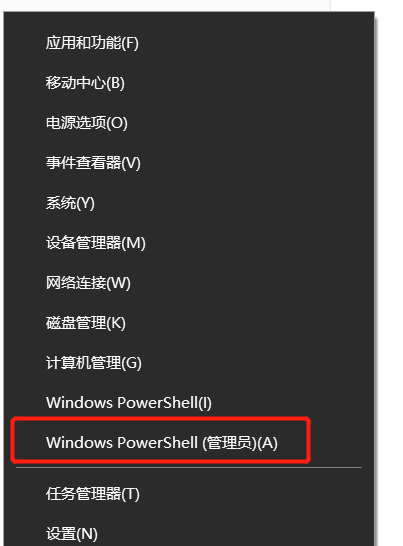 应用和功能(F)
移动中心(B)
电源选项(O)
事件查看器(V)
系统(Y)
设备管理器(M)
网络连接(W)
磁盘管理(K)
计算机管理(G)
Windows PowerShell(I)
Windows PowerShell (管理员)(A)
任务管理器(T)
设置(N)